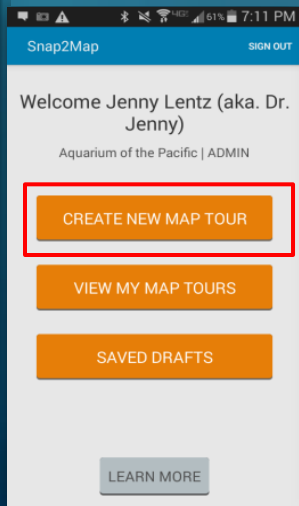 4G 61% 7:11 PM
Snap2Map SIGN OUT
Welcome Jenny Lentz (aka. Dr.
Jenny)
Aquarium of the Pacific | ADMIN
CREATE NEW MAP TOUR
VIEW MY MAP TOURS
SAVED DRAFTS
LEARN MORE